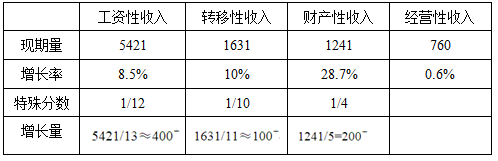 工资性收入 转移性收入 财产性收入 经营性收入
现期量 5421 1631 1241 760
增长率 8.5% 10% 28.7% 0.6%
特殊分数 1/12 1/10 1/4
增长量 5421/13≈400⁻ 1631/11≈100⁻ 1241/5=200⁻